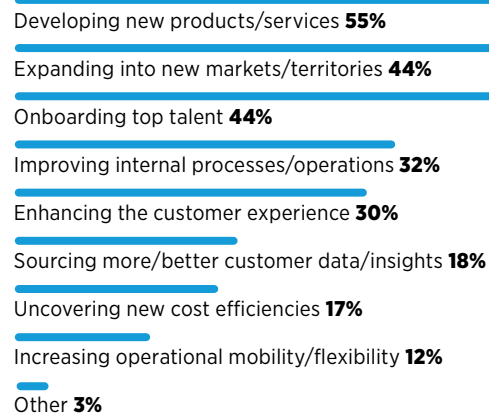 Developing new products/services 55%
Expanding into new markets/territories 44%
Onboarding top talent 44%
Improving internal processes/operations 32%
Enhancing the customer experience 30%
Sourcing more/better customer data/insights 18%
Uncovering new cost efficiencies 17%
Increasing operational mobility/flexibility 12%
Other 3%